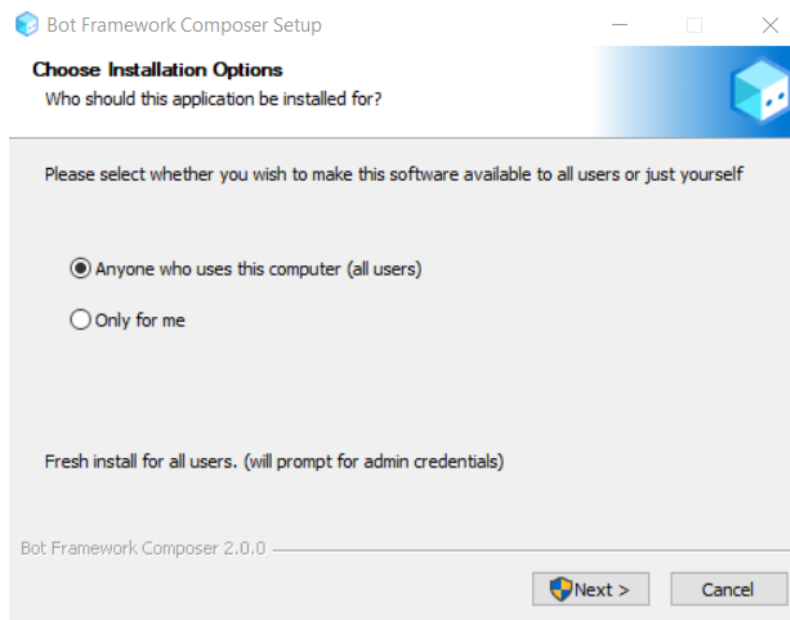 Bot Framework Composer Setup
Choose Installation Options
Who should this application be installed for?
Please select whether you wish to make this software available to all users or just yourself
Anyone who uses this computer (all users)
Only for me
Fresh install for all users. (will prompt for admin credentials)
Bot Framework Composer 2.0.0
Next >
Cancel